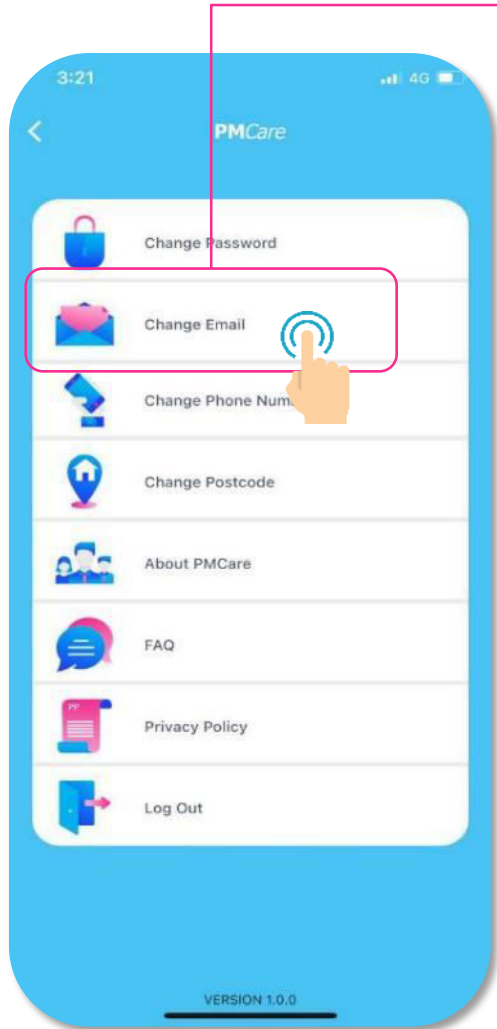 3:21 4G
PMCare
Change Password
Change Email
Change Phone Num
Change Postcode
About PMCare
FAQ
PP
Privacy Policy
Log Out
VERSION 1.0.0